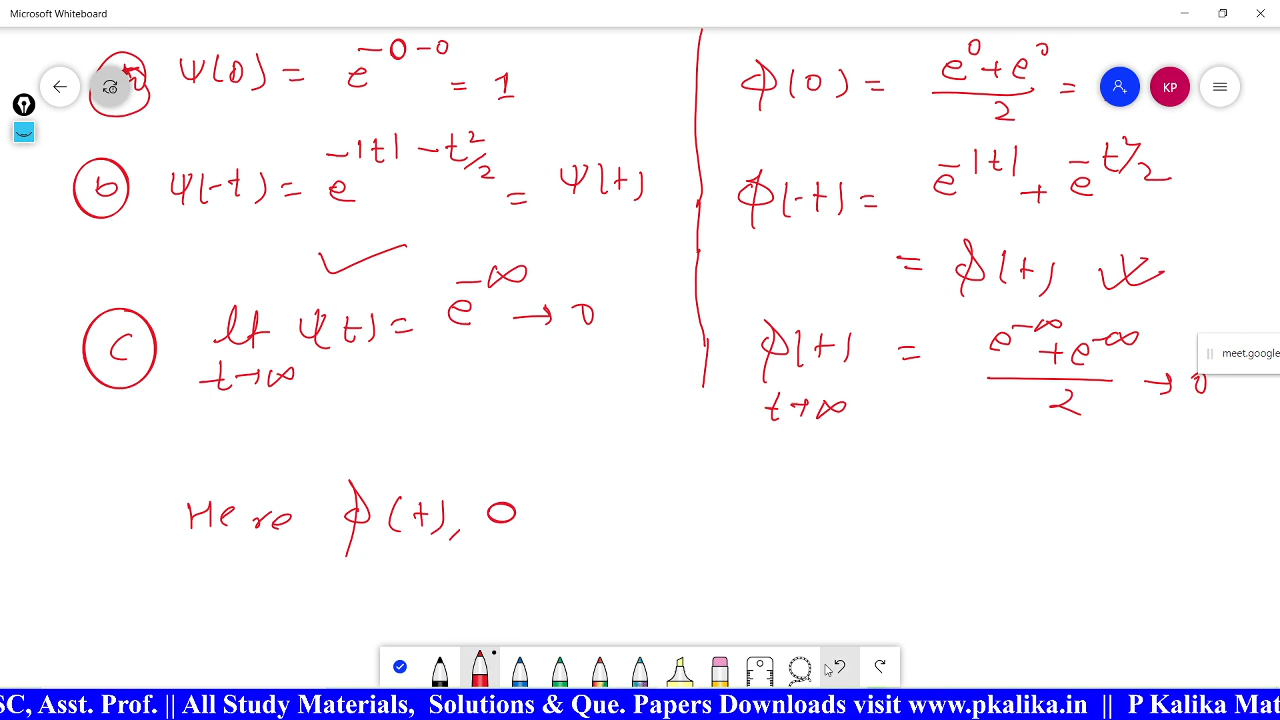 Microsoft Whiteboard
ψ(0) = e^{-0-0} = 1
(b) ψ(-t) = e^{-|t| - t²/2} = ψ(t)
(c) lt t→∞ ψ(t) = e^{-∞} → 0
φ(0) = (e^0 + e^0)/2 =
φ(-t) = e^{-|t|} + e^{-t²/2}
= φ(t)
φ(t) t→∞ = (e^{-∞} + e^{-∞})/2 → 0
Here φ(t), 0
KP
meet.google
SC, Asst. Prof. || All Study Materials, Solutions & Que. Papers Downloads visit www.pkalika.in || P Kalika Mat